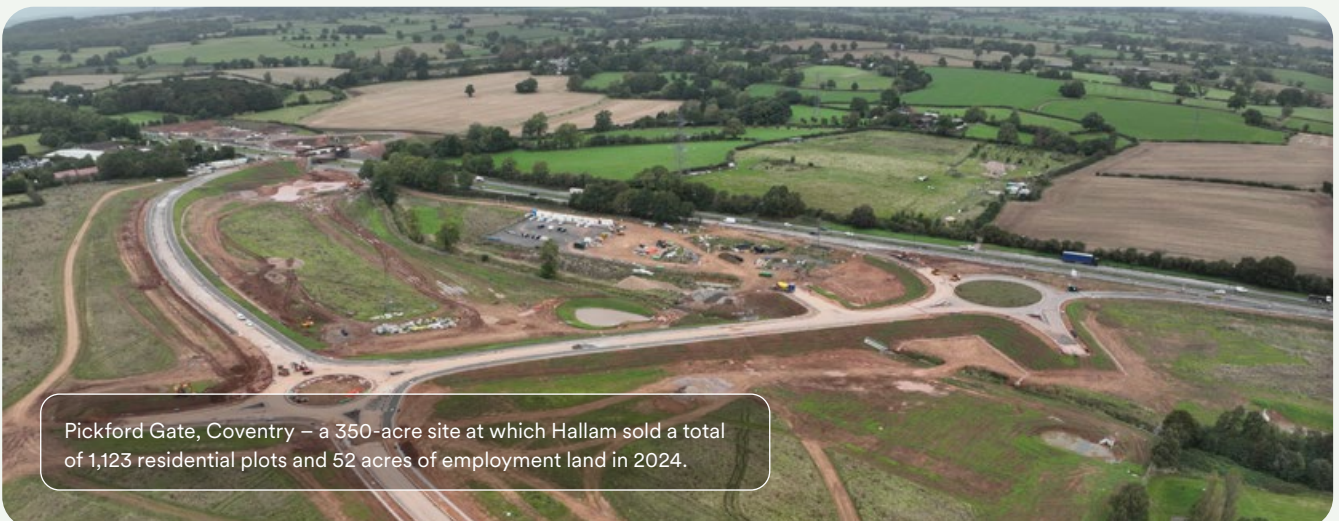 Pickford Gate, Coventry – a 350-acre site at which Hallam sold a total
of 1,123 residential plots and 52 acres of employment land in 2024.